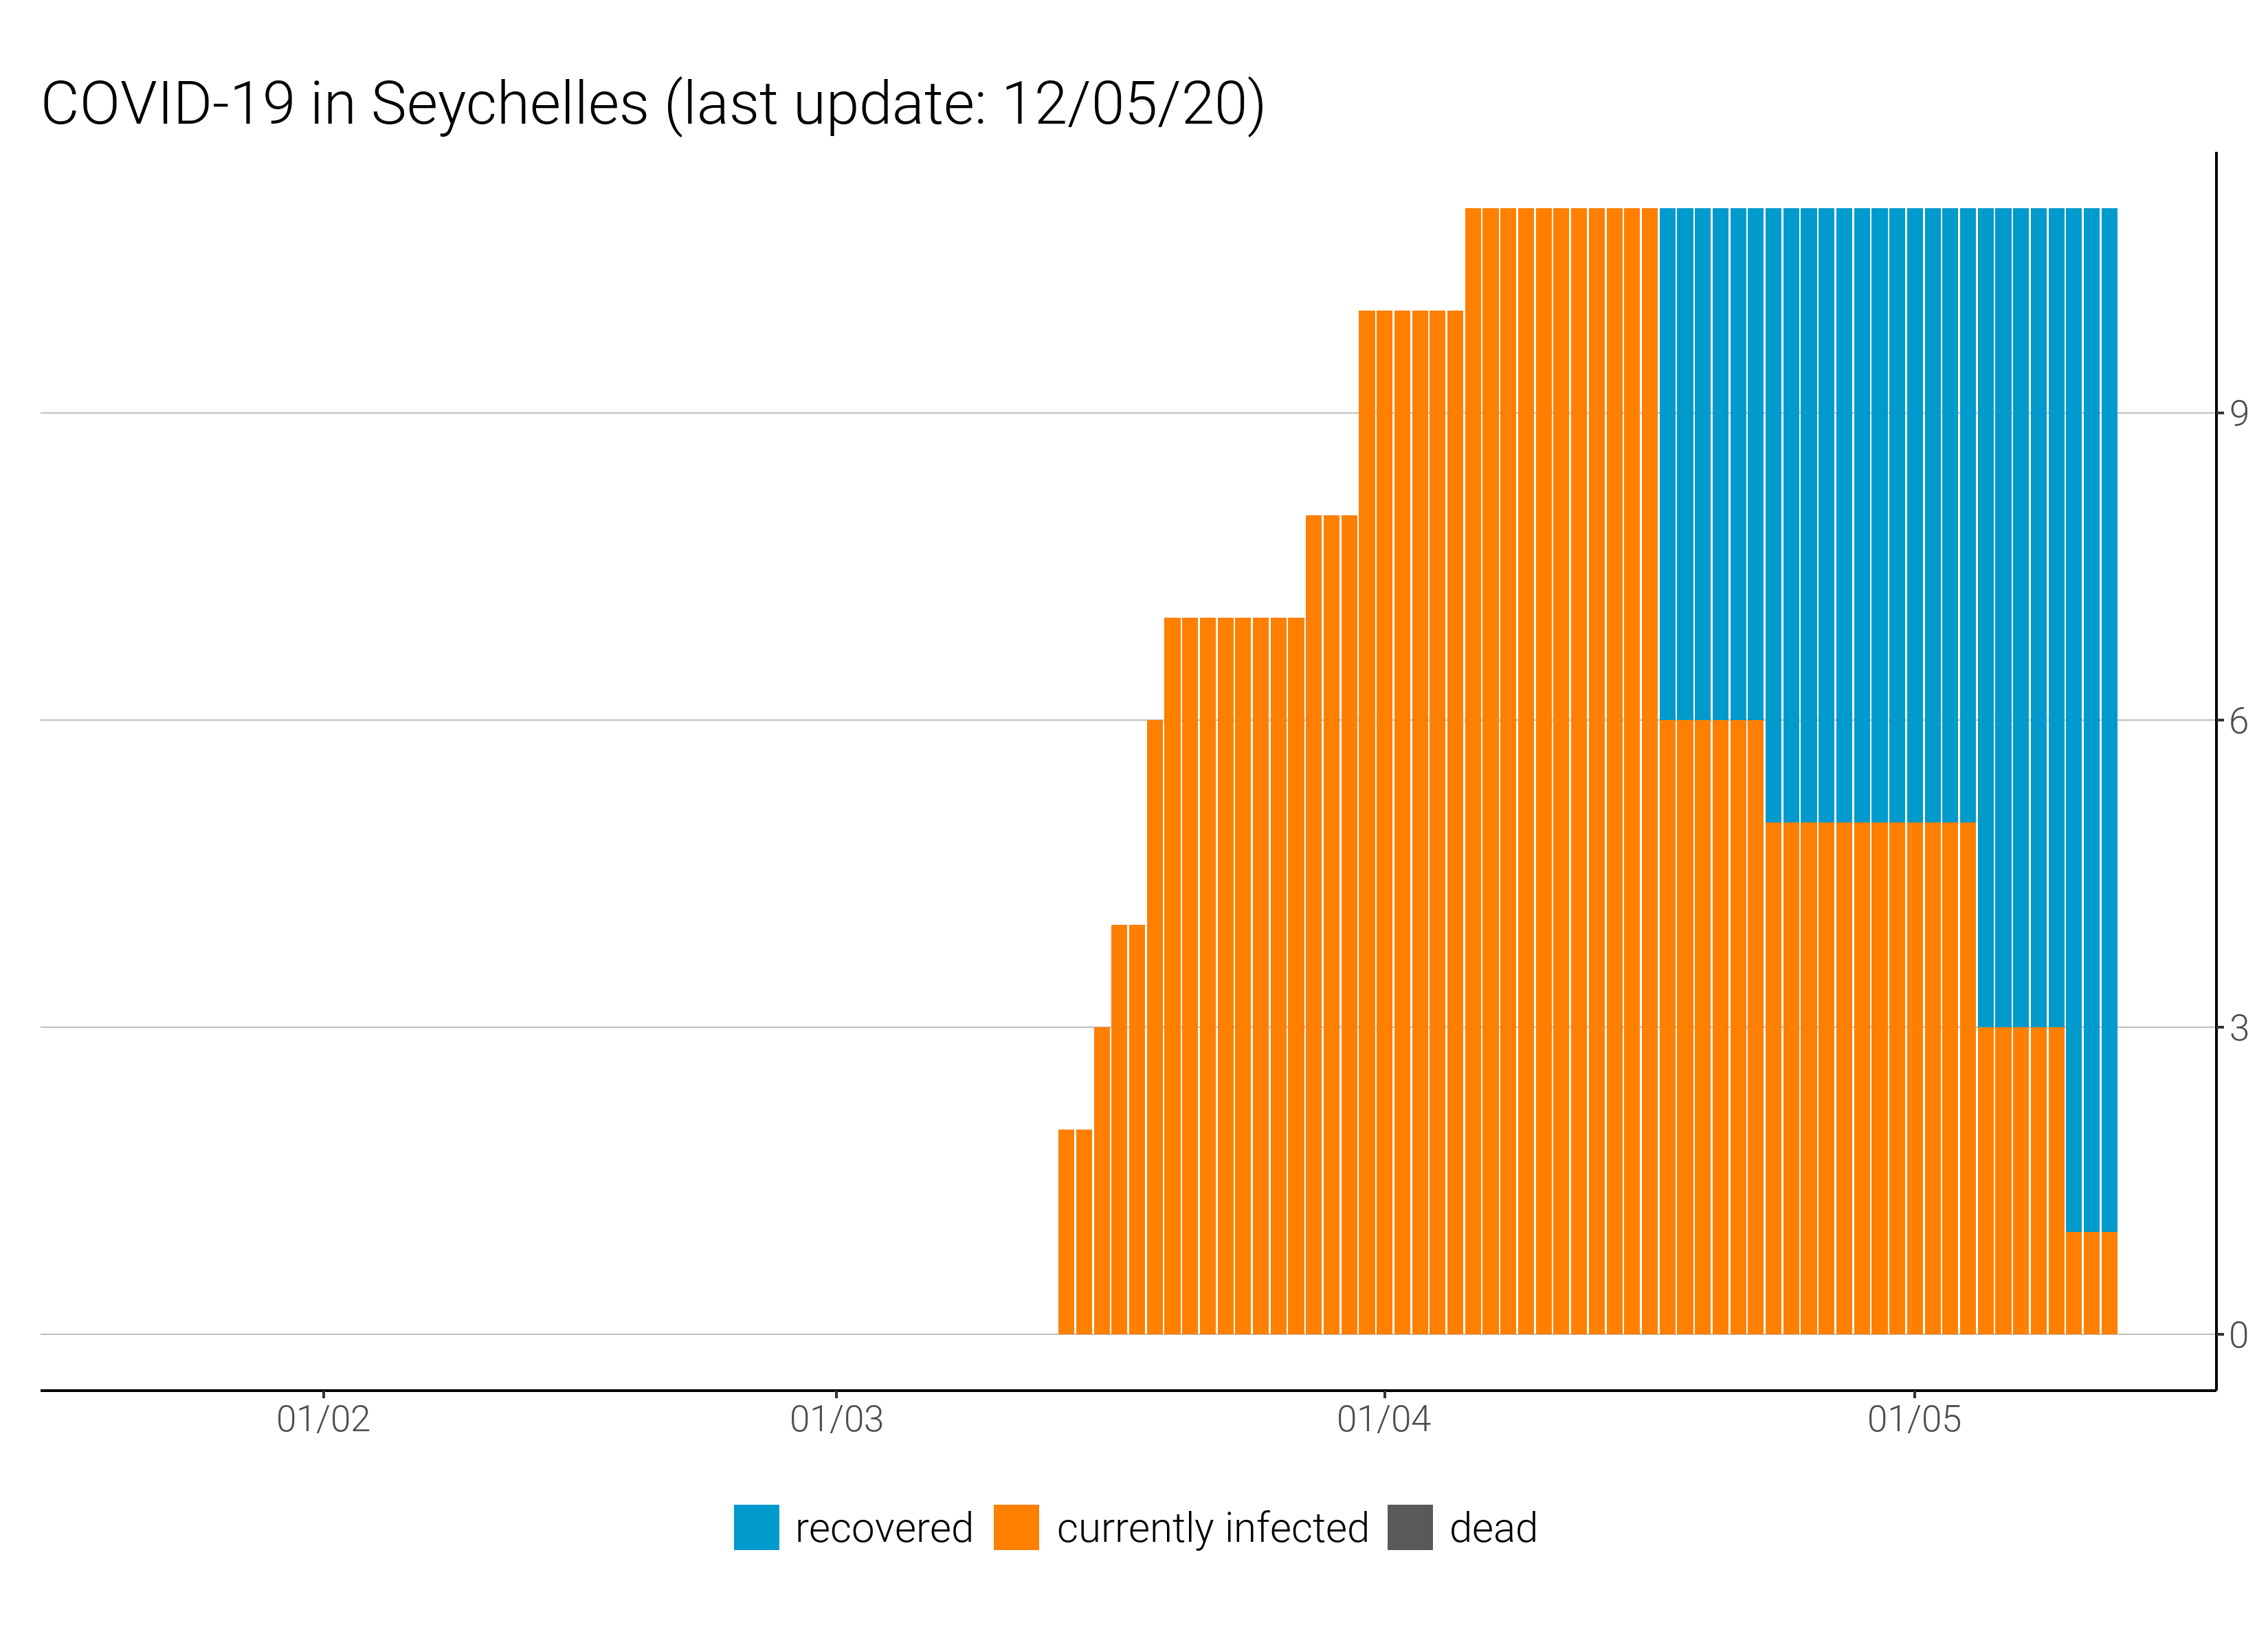 COVID-19 in Seychelles (last update: 12/05/20)
9
6
3
0
01/02 01/03 01/04 01/05
recovered currently infected dead